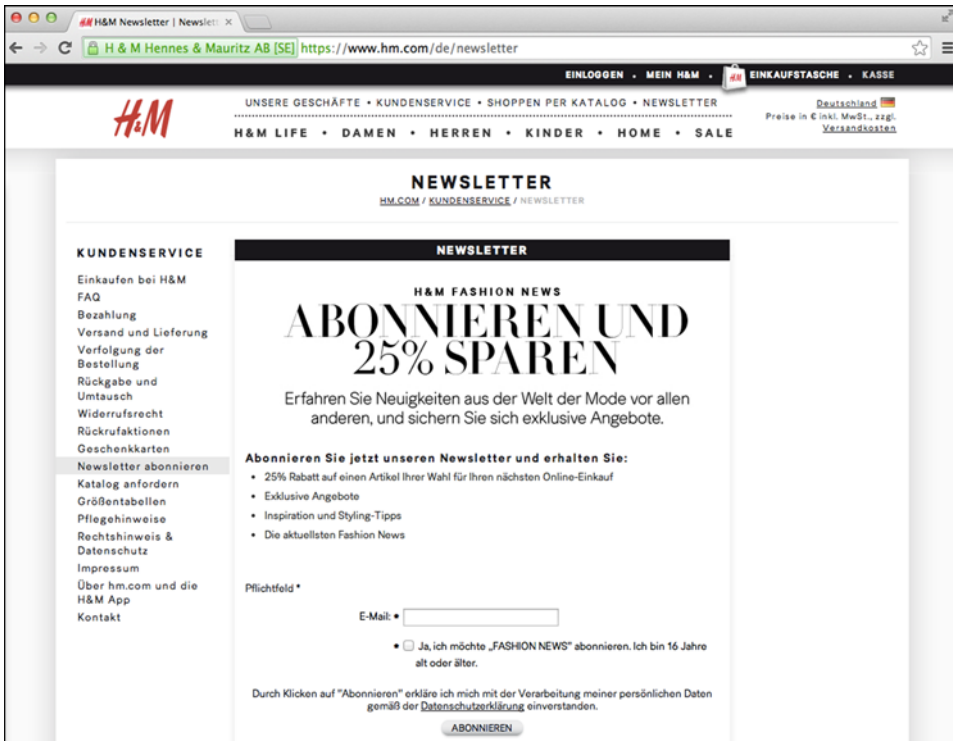 H&M Newsletter | Newslett
H & M Hennes & Mauritz AB [SE] https://www.hm.com/de/newsletter
EINLOGGEN • MEIN H&M • H&M EINKAUFSTASCHE • KASSE
H&M
UNSERE GESCHÄFTE • KUNDENSERVICE • SHOPPEN PER KATALOG • NEWSLETTER
H&M LIFE • DAMEN • HERREN • KINDER • HOME • SALE
Deutschland
Preise in € inkl. MwSt., zzgl.
Versandkosten
NEWSLETTER
HM.COM / KUNDENSERVICE / NEWSLETTER
KUNDENSERVICE
Einkaufen bei H&M
FAQ
Bezahlung
Versand und Lieferung
Verfolgung der
Bestellung
Rückgabe und
Umtausch
Widerrufsrecht
Rückrufaktionen
Geschenkkarten
Newsletter abonnieren
Katalog anfordern
Größentabellen
Pflegehinweise
Rechtshinweis &
Datenschutz
Impressum
Über hm.com und die
H&M App
Kontakt
NEWSLETTER
H&M FASHION NEWS
ABONNIEREN UND
25% SPAREN
Erfahren Sie Neuigkeiten aus der Welt der Mode vor allen
anderen, und sichern Sie sich exklusive Angebote.
Abonnieren Sie jetzt unseren Newsletter und erhalten Sie:
• 25% Rabatt auf einen Artikel Ihrer Wahl für Ihren nächsten Online-Einkauf
• Exklusive Angebote
• Inspiration und Styling-Tipps
• Die aktuellsten Fashion News
Pflichtfeld *
E-Mail: •
• Ja, ich möchte „FASHION NEWS" abonnieren. Ich bin 16 Jahre
alt oder älter.
Durch Klicken auf "Abonnieren" erkläre ich mich mit der Verarbeitung meiner persönlichen Daten
gemäß der Datenschutzerklärung einverstanden.
ABONNIEREN